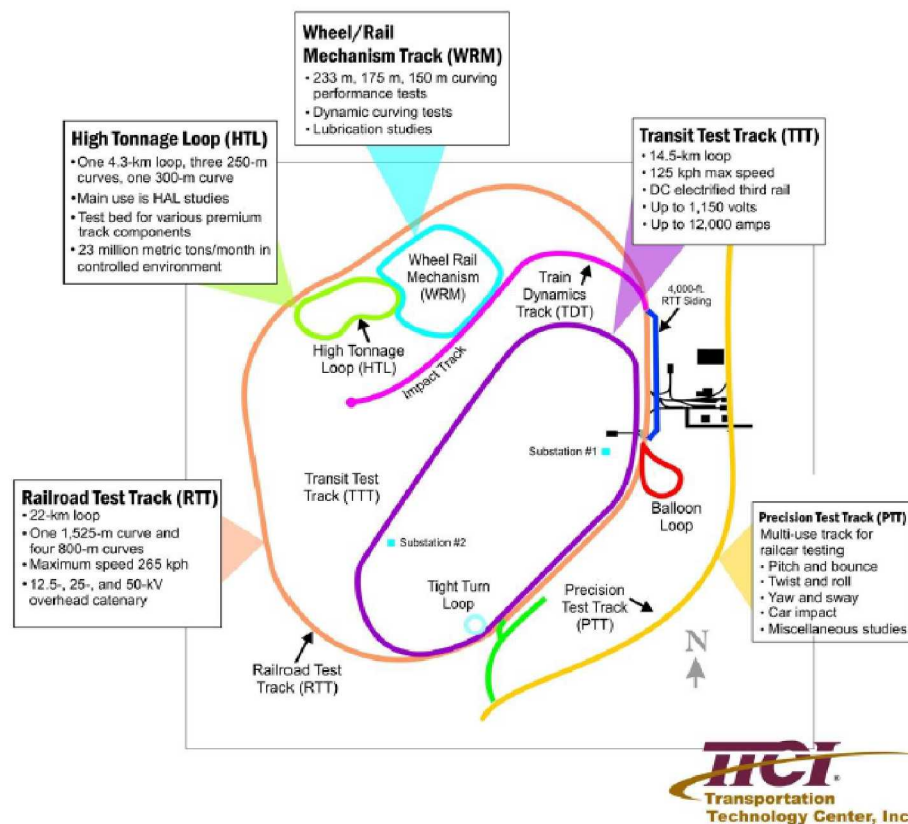 Wheel/Rail
Mechanism Track (WRM)
• 233 m, 175 m, 150 m curving
performance tests
• Dynamic curving tests
• Lubrication studies
High Tonnage Loop (HTL)
• One 4.3-km loop, three 250-m
curves, one 300-m curve
• Main use is HAL studies
• Test bed for various premium
track components
• 23 million metric tons/month in
controlled environment
Transit Test Track (TTT)
• 14.5-km loop
• 125 kph max speed
• DC electrified third rail
• Up to 1,150 volts
• Up to 12,000 amps
Wheel Rail
Mechanism
(WRM)
Train
Dynamics
Track (TDT)
4,000-ft.
RTT Siding
High Tonnage
Loop (HTL)
Impact Track
Substation #1
Transit Test
Track (TTT)
Balloon
Loop
Railroad Test Track (RTT)
• 22-km loop
• One 1,525-m curve and
four 800-m curves
• Maximum speed 265 kph
• 12.5-, 25-, and 50-kV
overhead catenary
Substation #2
Precision Test Track (PTT)
Multi-use track for
railcar testing
• Pitch and bounce
• Twist and roll
• Yaw and sway
• Car impact
• Miscellaneous studies
Tight Turn
Loop
Precision
Test Track
(PTT)
N
Railroad Test
Track (RTT)
TTCI®
Transportation
Technology Center, Inc